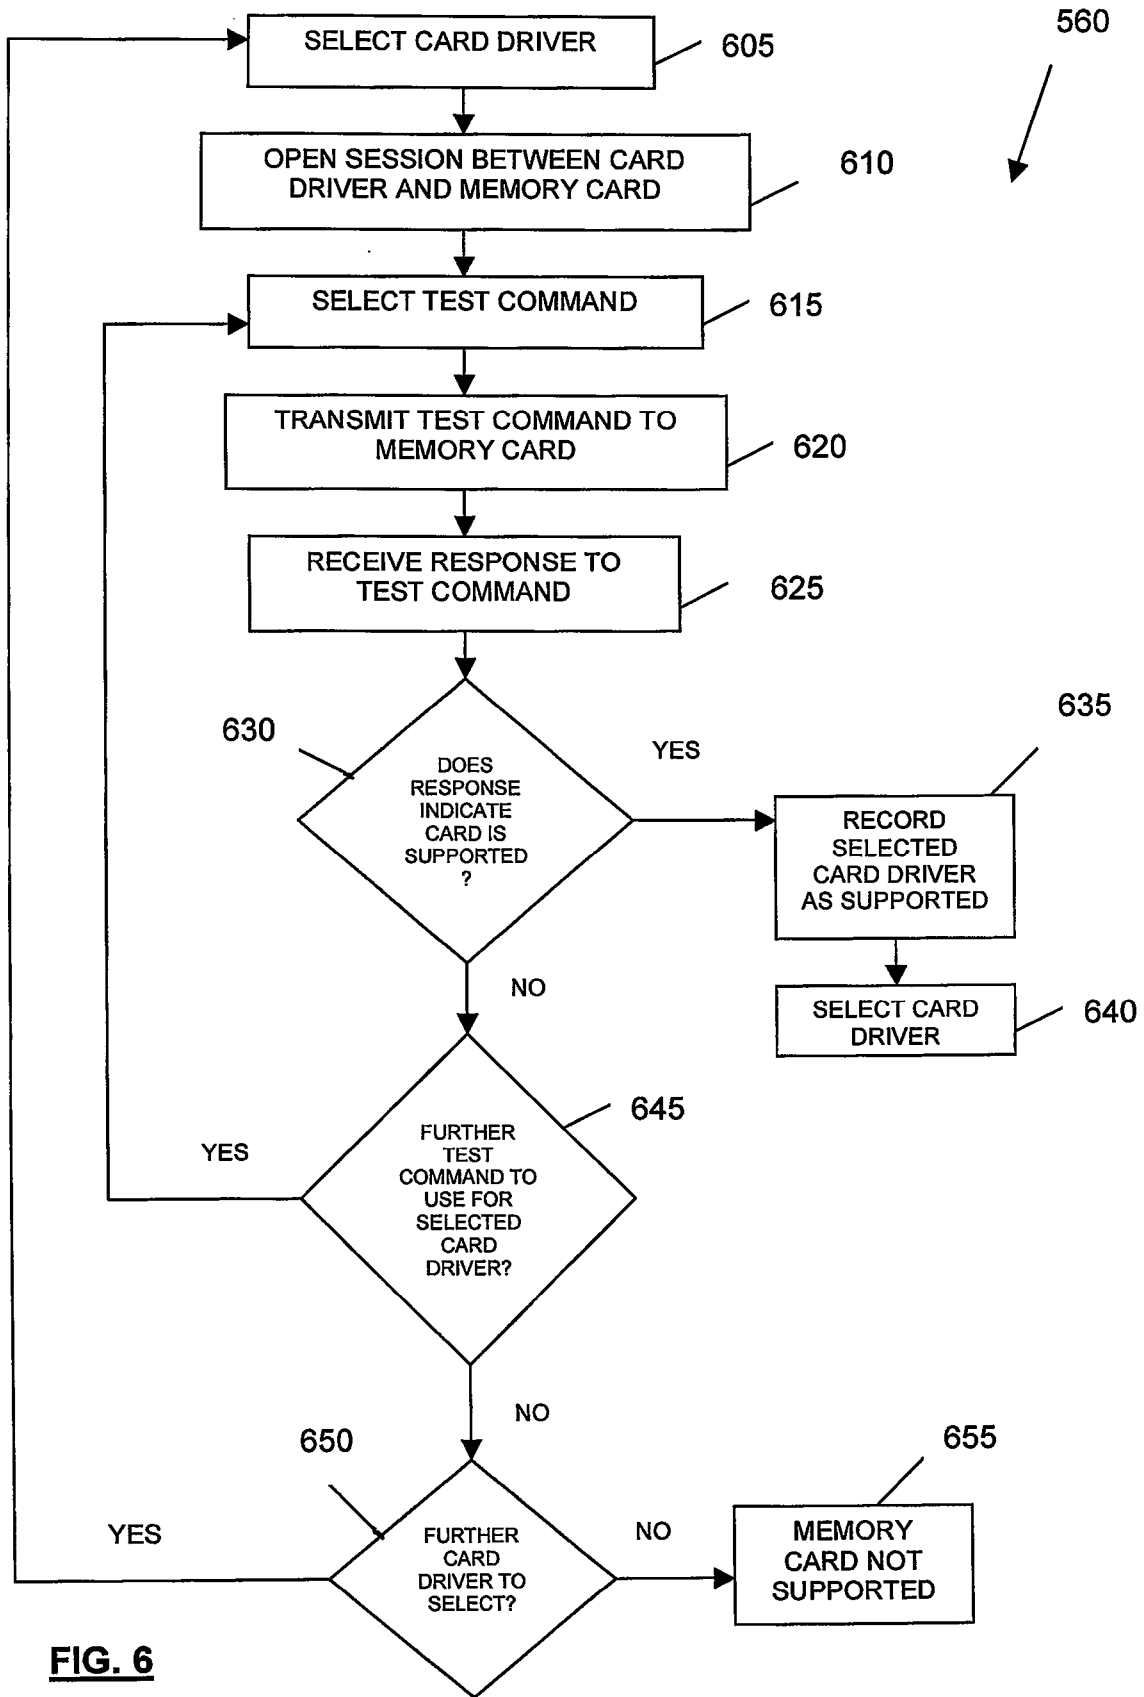 560
SELECT CARD DRIVER
605
OPEN SESSION BETWEEN CARD
DRIVER AND MEMORY CARD
610
SELECT TEST COMMAND
615
TRANSMIT TEST COMMAND TO
MEMORY CARD
620
RECEIVE RESPONSE TO
TEST COMMAND
625
630
DOES
RESPONSE
INDICATE
CARD IS
SUPPORTED
?
YES
635
RECORD
SELECTED
CARD DRIVER
AS SUPPORTED
NO
SELECT CARD
DRIVER
640
645
FURTHER
TEST
COMMAND TO
USE FOR
SELECTED
CARD
DRIVER?
YES
NO
650
FURTHER
CARD
DRIVER TO
SELECT?
YES
NO
655
MEMORY
CARD NOT
SUPPORTED
FIG. 6